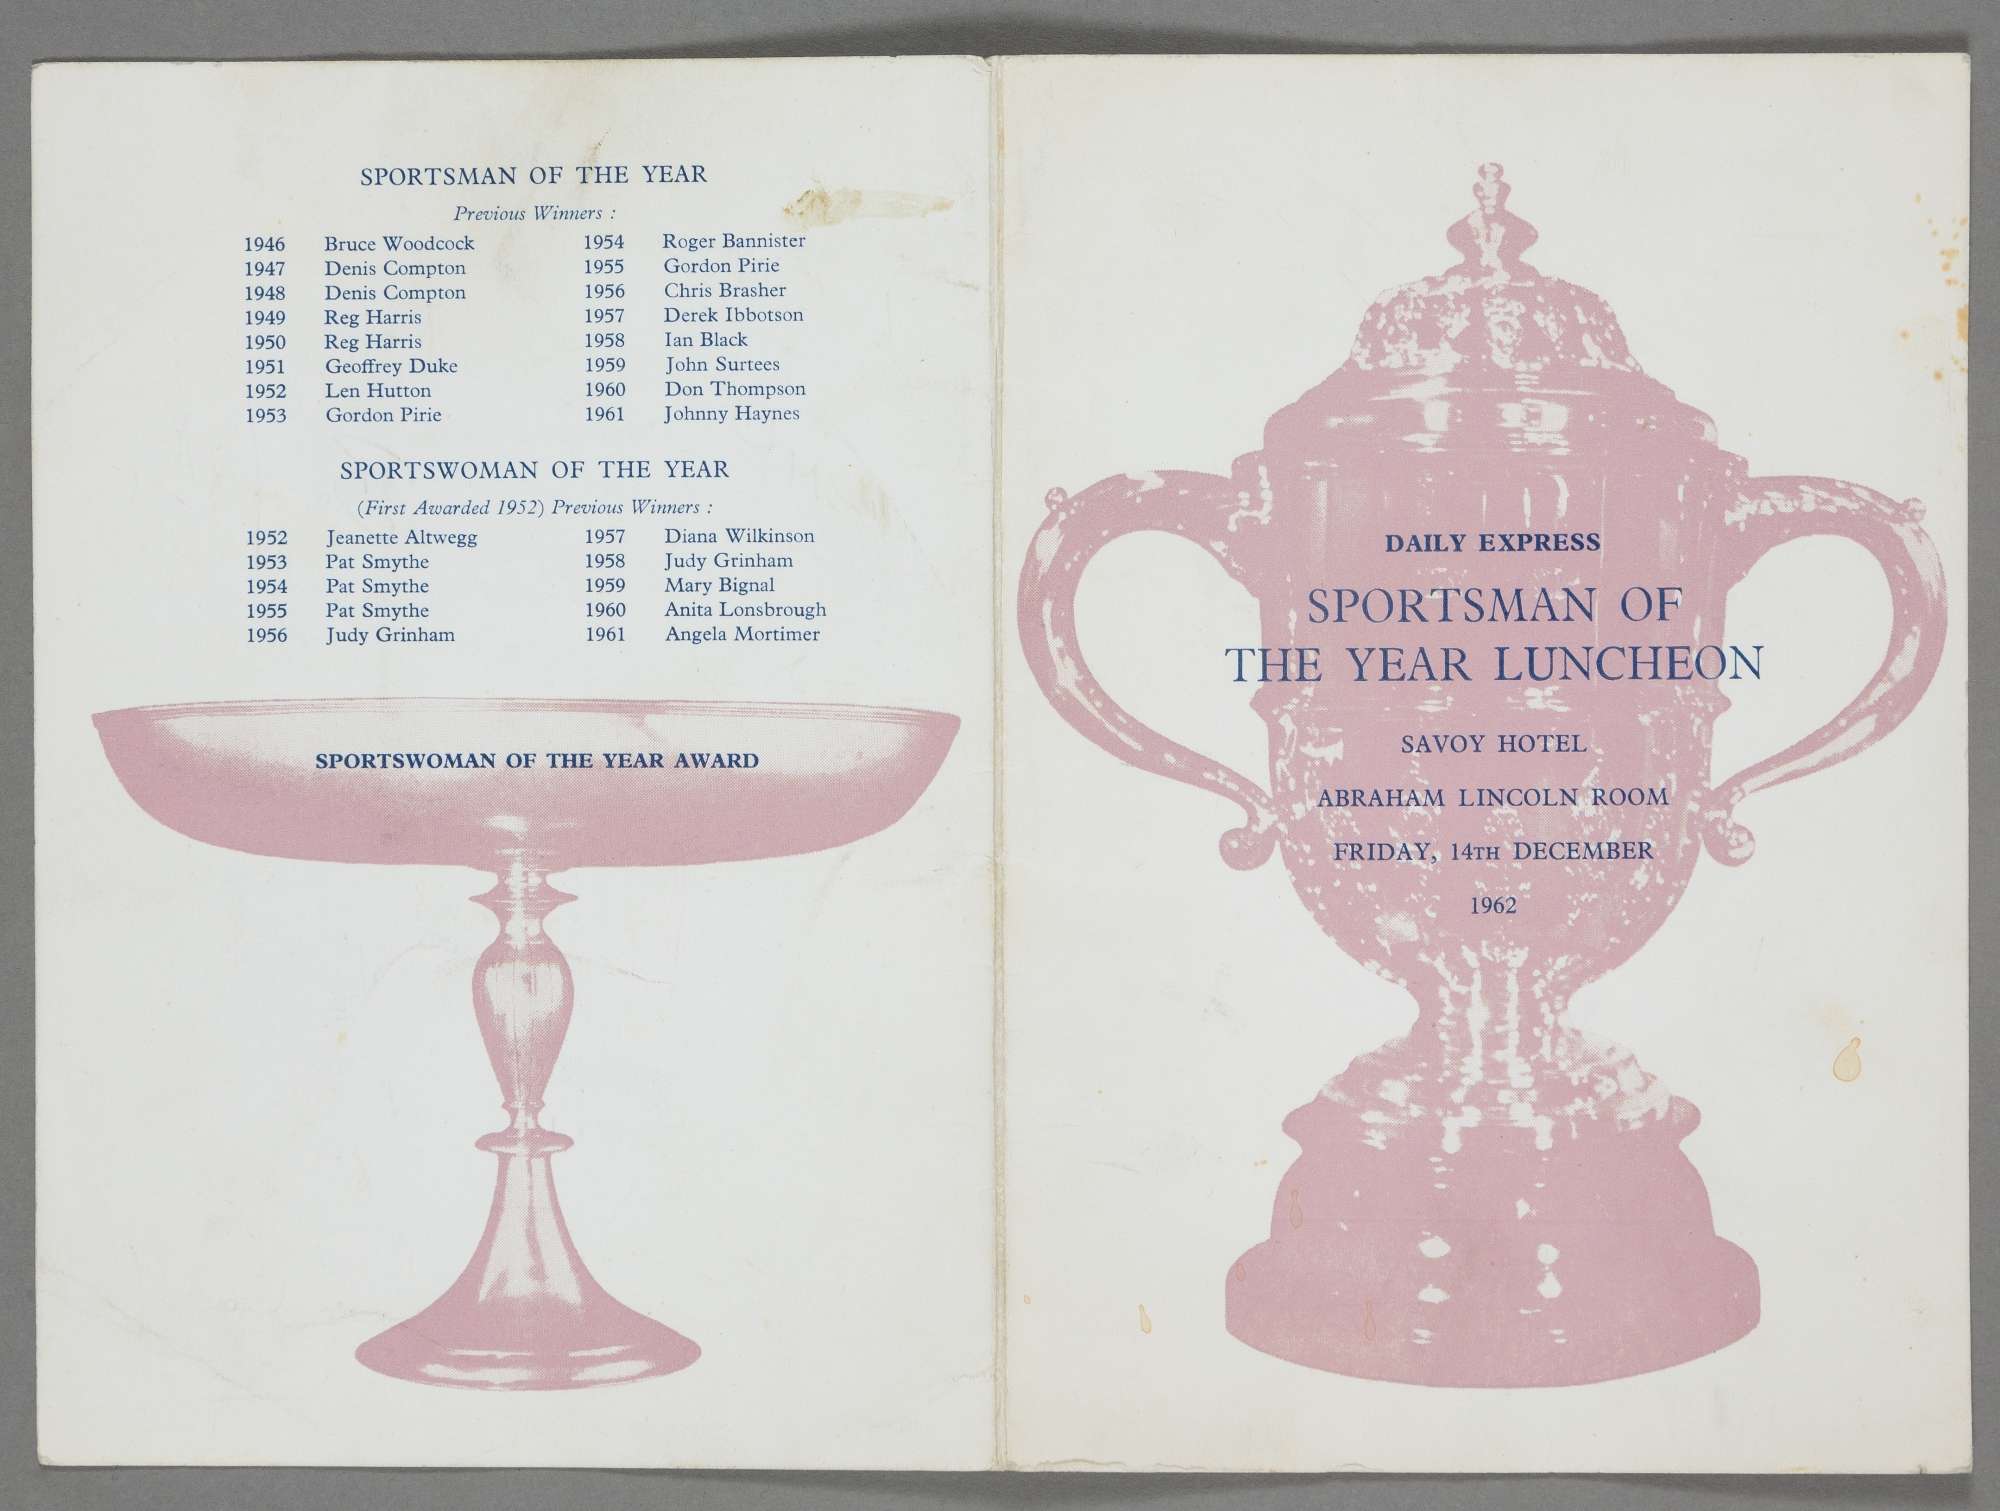 SPORTSMAN OF THE YEAR
Previous Winners :
1946 Bruce Woodcock 1954 Roger Bannister
1947 Denis Compton 1955 Gordon Pirie
1948 Denis Compton 1956 Chris Brasher
1949 Reg Harris 1957 Derek Ibbotson
1950 Reg Harris 1958 Ian Black
1951 Geoffrey Duke 1959 John Surtees
1952 Len Hutton 1960 Don Thompson
1953 Gordon Pirie 1961 Johnny Haynes
SPORTSWOMAN OF THE YEAR
(First Awarded 1952) Previous Winners :
1952 Jeanette Altwegg 1957 Diana Wilkinson
1953 Pat Smythe 1958 Judy Grinham
1954 Pat Smythe 1959 Mary Bignal
1955 Pat Smythe 1960 Anita Lonsbrough
1956 Judy Grinham 1961 Angela Mortimer
SPORTSWOMAN OF THE YEAR AWARD
DAILY EXPRESS
SPORTSMAN OF
THE YEAR LUNCHEON
SAVOY HOTEL
ABRAHAM LINCOLN ROOM
FRIDAY, 14TH DECEMBER
1962